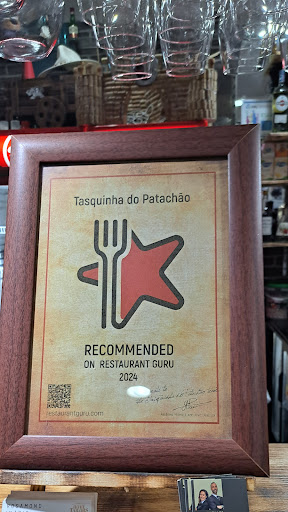 Tasquinha do Patachão
RECOMMENDED
ON RESTAURANT GURU
2024
restaurantguru.com